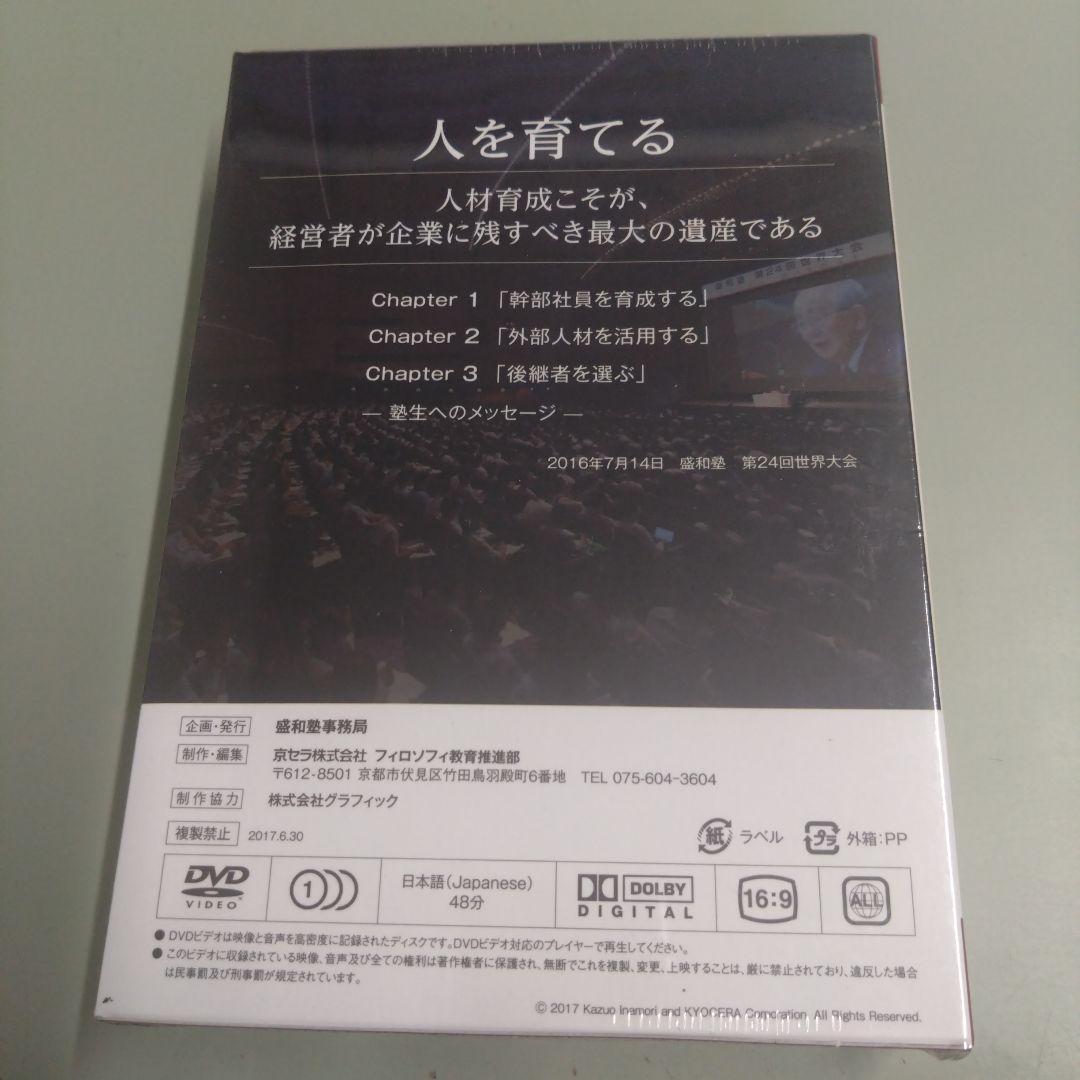 人を育てる
人材育成こそが、
経営者が企業に残すべき最大の遺産である
盛和塾 第24回世界大会
Chapter 1 「幹部社員を育成する」
Chapter 2 「外部人材を活用する」
Chapter 3 「後継者を選ぶ」
― 塾生へのメッセージ ―
2016年7月14日 盛和塾 第24回世界大会
企画・発行 盛和塾事務局
制作・編集 京セラ株式会社 フィロソフィ教育推進部
〒612-8501 京都市伏見区竹田鳥羽殿町6番地 TEL 075-604-3604
制作協力 株式会社グラフィック
複製禁止 2017.6.30
紙 ラベル プラ 外箱:PP
DVD VIDEO
1
日本語(Japanese)
48分
DOLBY DIGITAL
16:9
ALL
● DVDビデオは映像と音声を高密度に記録されたディスクです。DVDビデオ対応のプレイヤーで再生してください。
● このビデオに収録されている映像、音声及び全ての権利は著作権者に保護され、無断でこれを複製、変更、上映することは、厳に禁止されており、違反した場合
は民事罰及び刑事罰が規定されています。
© 2017 Kazuo Inamori and KYOCERA Corporation. All Rights Reserved.